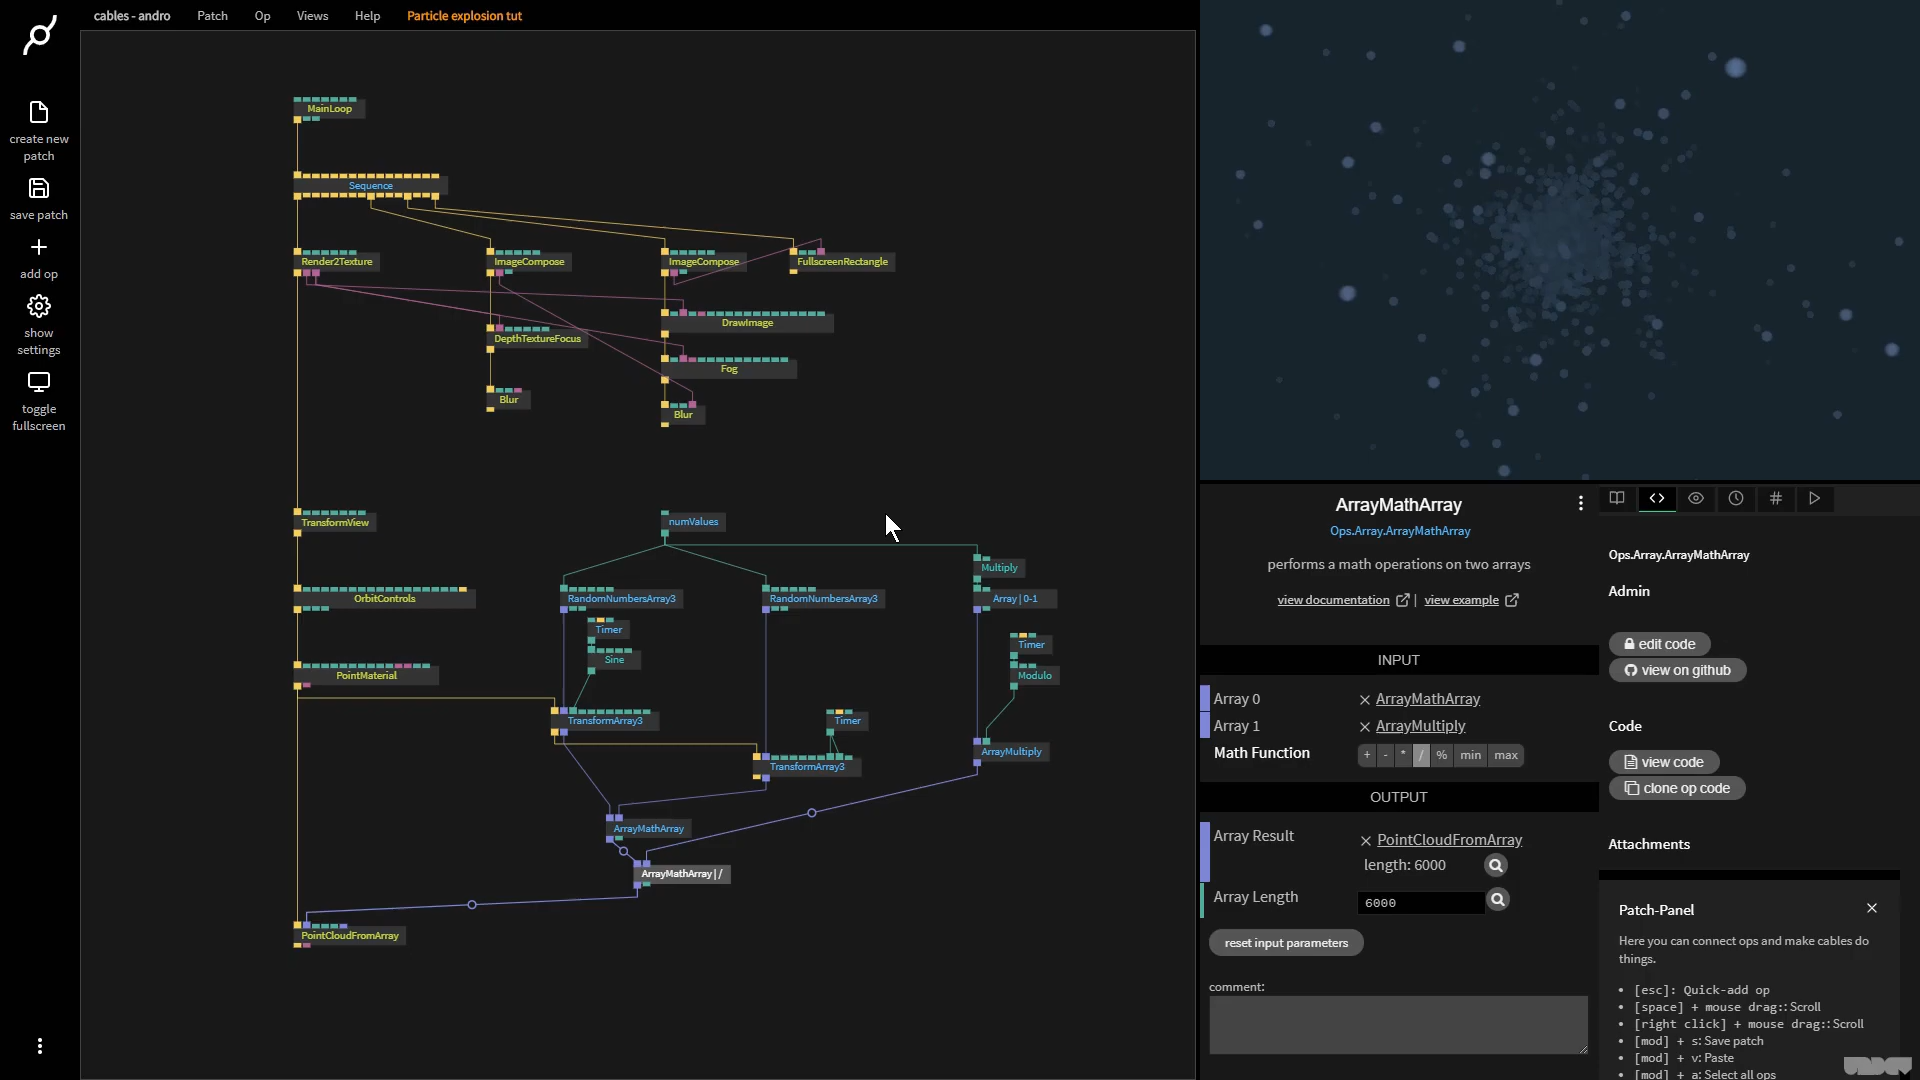 cables - andro
Patch
Op
Views
Help
Particle explosion tut
create new
patch
save patch
add op
show
settings
toggle
fullscreen
MainLoop
Sequence
Render2Texture
ImageCompose
ImageCompose
FullscreenRectangle
DrawImage
DepthTextureFocus
Fog
Blur
Blur
TransformView
numValues
Multiply
OrbitControls
RandomNumbersArray3
RandomNumbersArray3
Array | 0-1
Timer
Timer
Sine
PointMaterial
Modulo
TransformArray3
Timer
ArrayMultiply
TransformArray3
ArrayMathArray
ArrayMathArray | /
PointCloudFromArray
ArrayMathArray
Ops.Array.ArrayMathArray
performs a math operations on two arrays
view documentation | view example
INPUT
Array 0 × ArrayMathArray
Array 1 × ArrayMultiply
Math Function + - * / % min max
OUTPUT
Array Result × PointCloudFromArray
length: 6000
Array Length 6000
reset input parameters
comment:
Ops.Array.ArrayMathArray
Admin
edit code
view on github
Code
view code
clone op code
Attachments
Patch-Panel
Here you can connect ops and make cables do
things.
• [esc]: Quick-add op
• [space] + mouse drag:: Scroll
• [right click] + mouse drag:: Scroll
• [mod] + s: Save patch
• [mod] + v: Paste
• [mod] + a: Select all ops